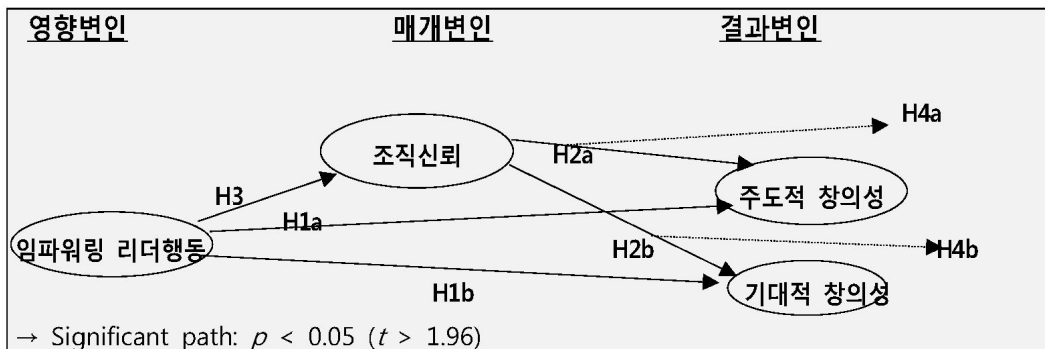 영향변인 매개변인 결과변인
H4a
조직신뢰
H2a
H3
주도적 창의성
H1a
임파워링 리더행동
H2b
H4b
H1b
기대적 창의성
→ Significant path: p < 0.05 (t > 1.96)